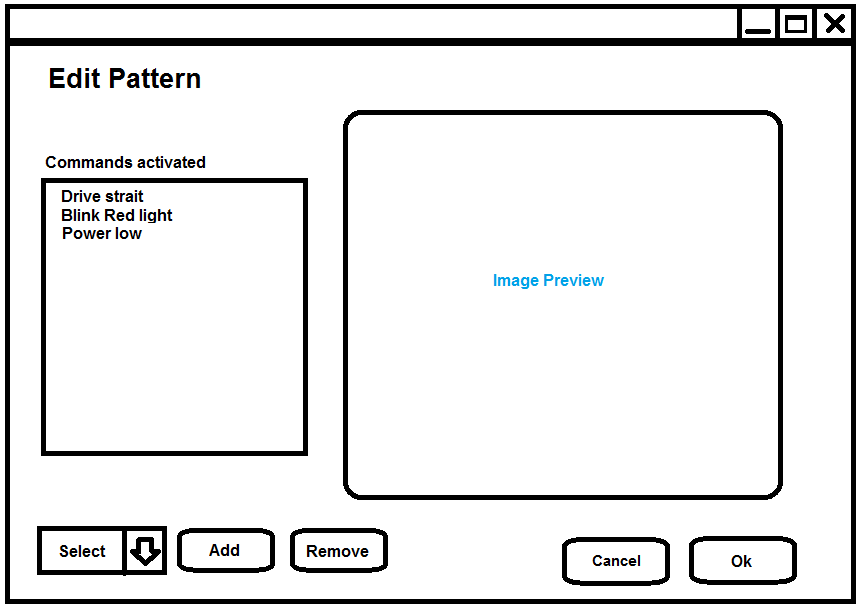 Edit Pattern
Commands activated
Drive strait
Blink Red light
Power low
Image Preview
Select
Add
Remove
Cancel
Ok